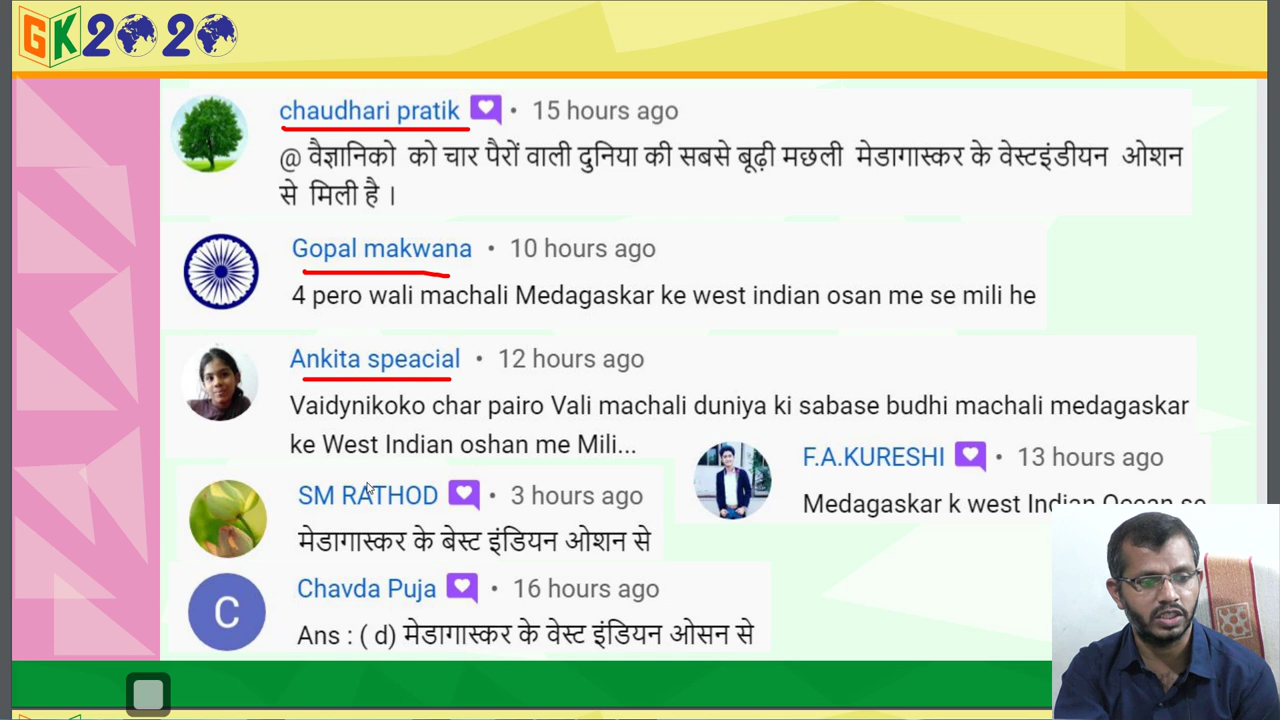 GK2020
chaudhari pratik • 15 hours ago
@ वैज्ञानिको को चार पैरों वाली दुनिया की सबसे बूढ़ी मछली मेडागास्कर के वेस्टइंडीयन ओशन
से मिली है ।
Gopal makwana • 10 hours ago
4 pero wali machali Medagaskar ke west indian osan me se mili he
Ankita speacial • 12 hours ago
Vaidynikoko char pairo Vali machali duniya ki sabase budhi machali medagaskar
ke West Indian oshan me Mili...
F.A.KURESHI • 13 hours ago
Medagaskar k west Indian Ocean se
SM RATHOD • 3 hours ago
मेडागास्कर के बेस्ट इंडियन ओशन से
Chavda Puja • 16 hours ago
C
Ans : ( d) मेडागास्कर के वेस्ट इंडियन ओसन से